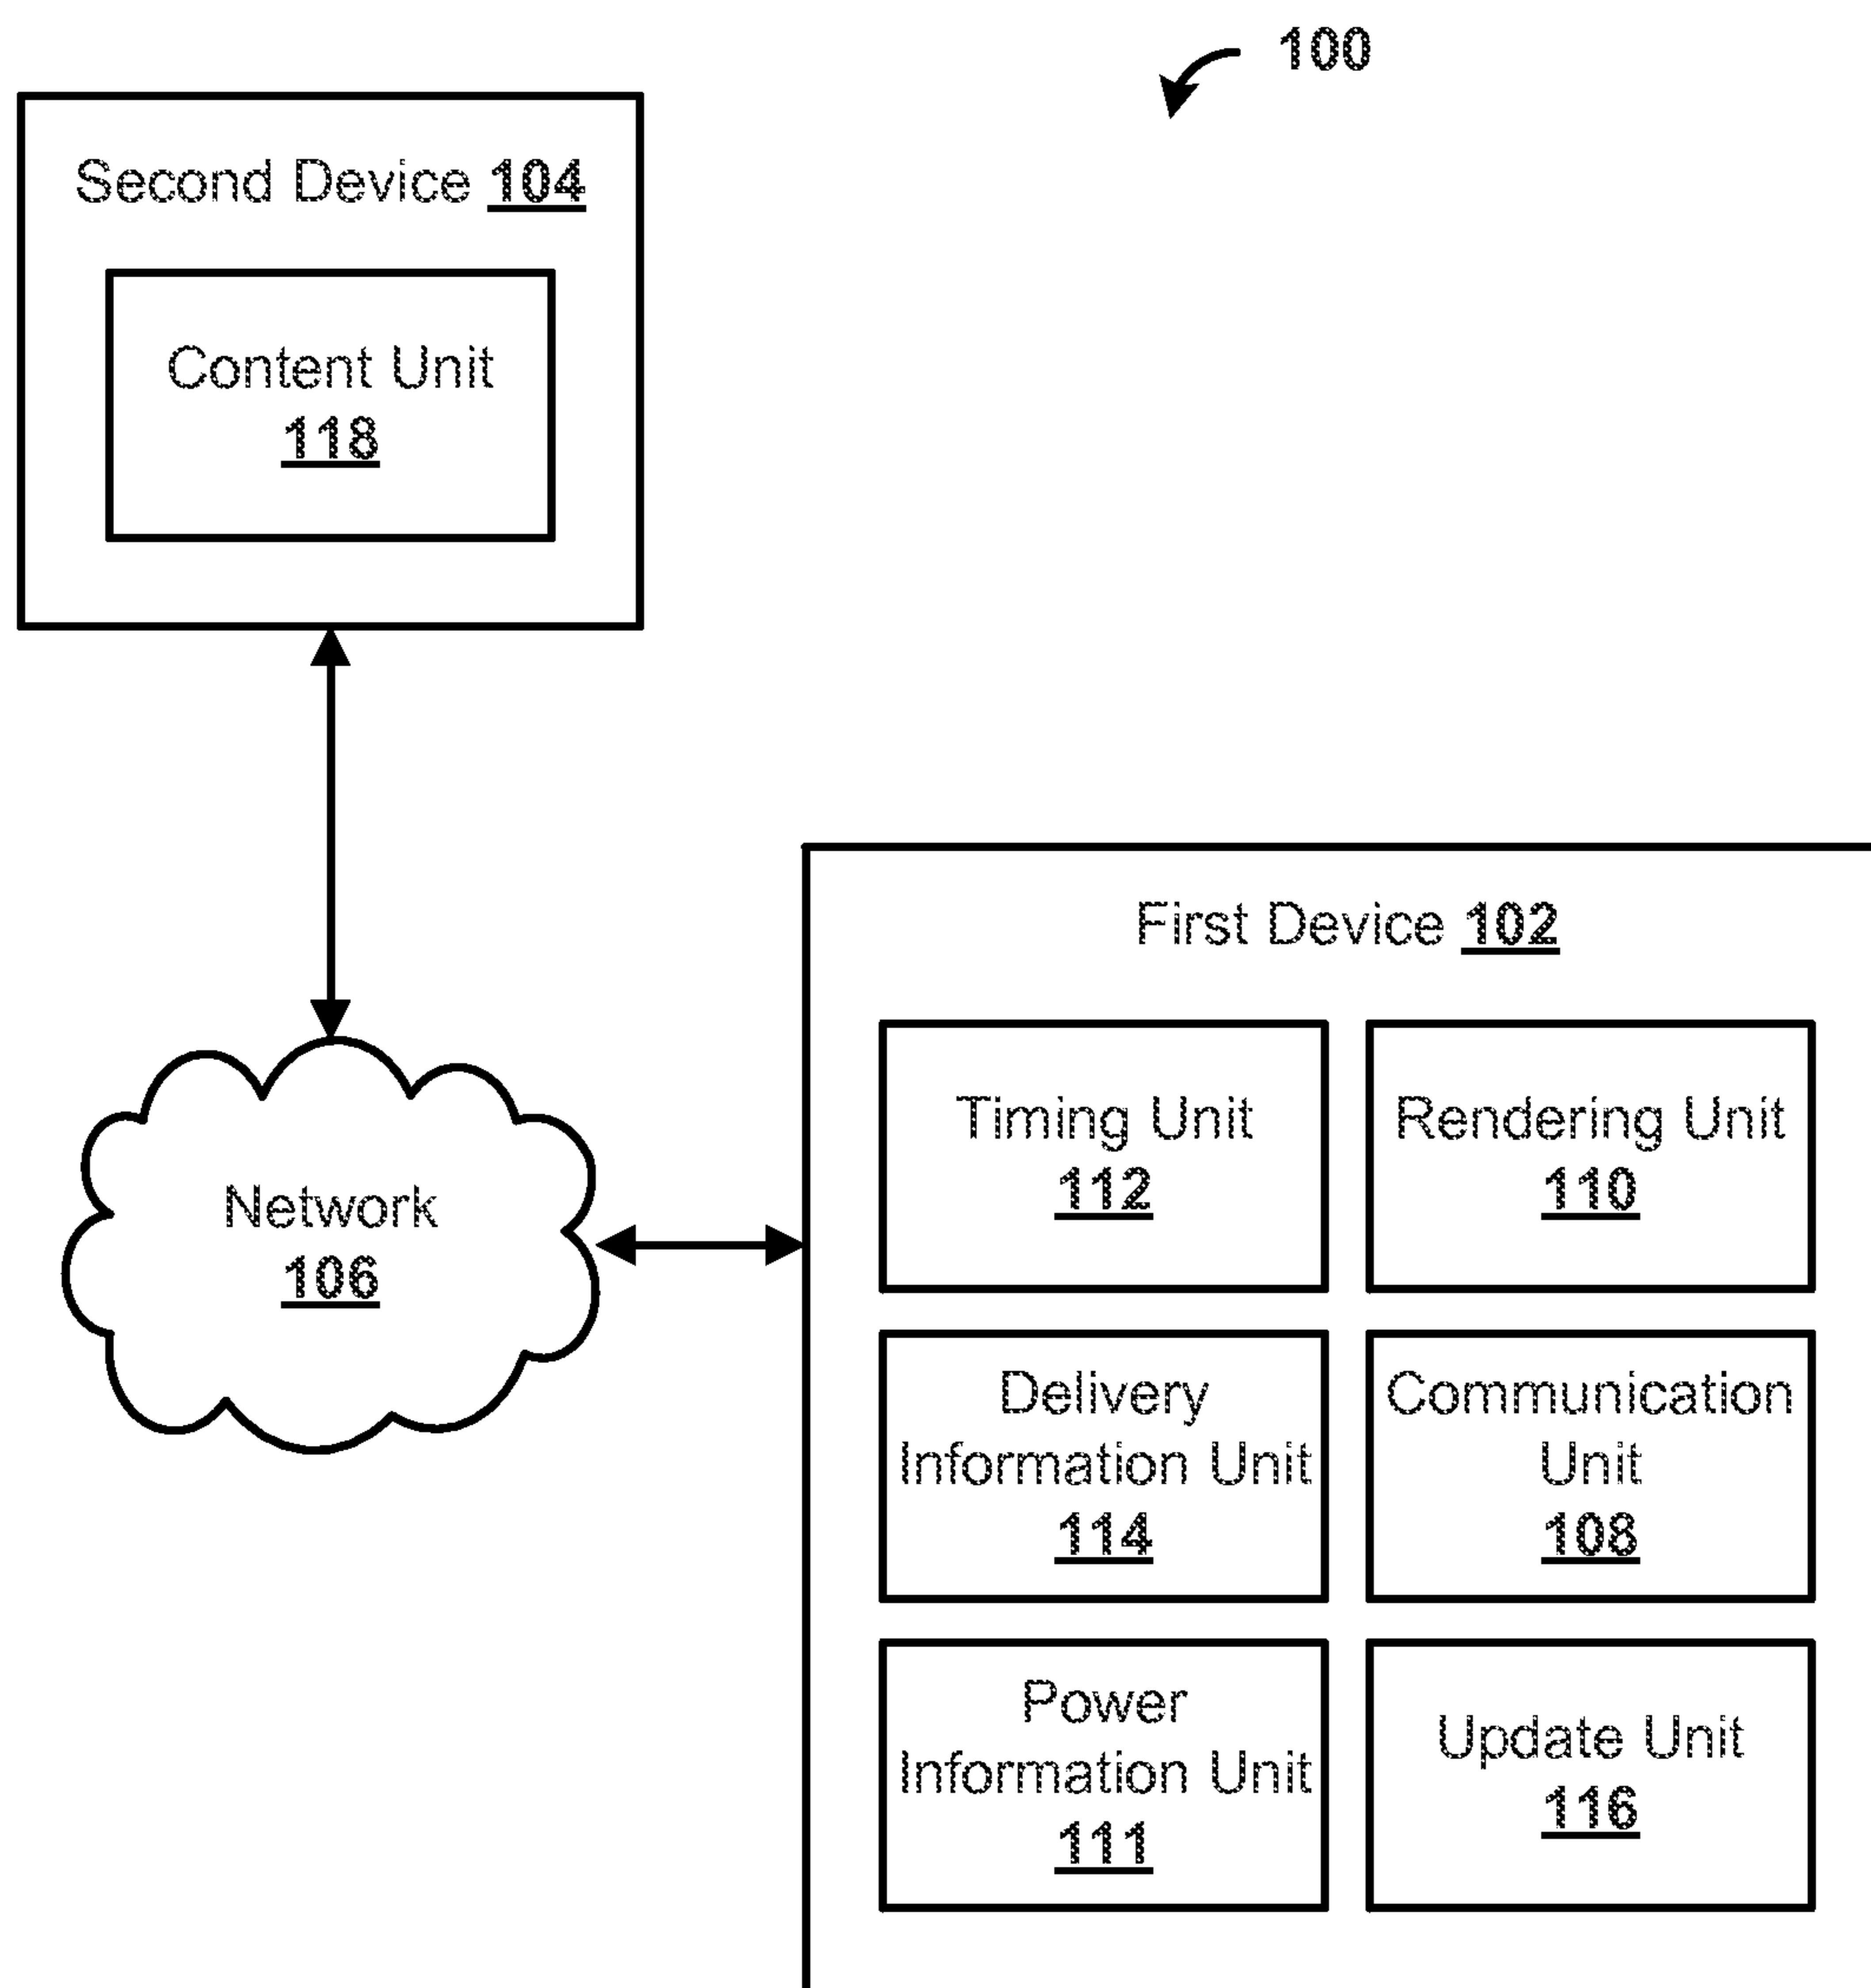 100
Second Device 104
Content Unit
118
First Device 102
Timing Unit
112
Rendering Unit
110
Network
106
Delivery
Information Unit
114
Communication
Unit
108
Power
Information Unit
111
Update Unit
116